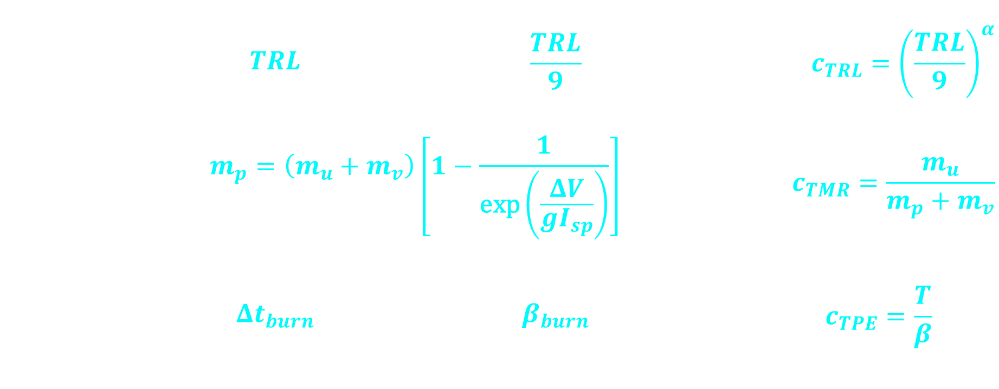 TRL TRL/9 c_TRL = (TRL/9)^α
m_p = (m_u + m_v) [1 − 1/exp(ΔV/gI_sp)] c_TMR = m_u/(m_p + m_v)
Δt_burn β_burn c_TPE = T/β